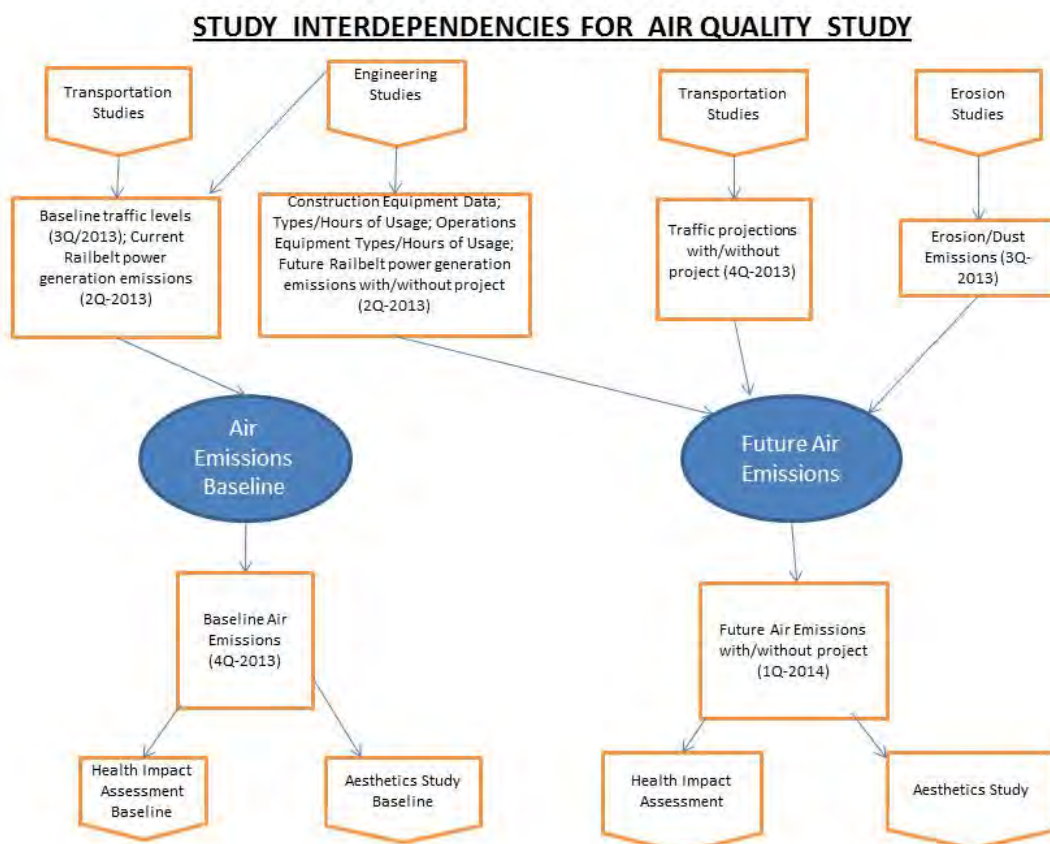 STUDY INTERDEPENDENCIES FOR AIR QUALITY STUDY
Transportation
Studies
Engineering
Studies
Transportation
Studies
Erosion
Studies
Baseline traffic levels
(3Q/2013); Current
Railbelt power
generation emissions
(2Q-2013)
Construction Equipment Data;
Types/Hours of Usage; Operations
Equipment Types/Hours of Usage;
Future Railbelt power generation
emissions with/without project
(2Q-2013)
Traffic projections
with/without
project (4Q-2013)
Erosion/Dust
Emissions (3Q-
2013)
Air
Emissions
Baseline
Future Air
Emissions
Baseline Air
Emissions
(4Q-2013)
Future Air Emissions
with/without project
(1Q-2014)
Health Impact
Assessment
Baseline
Aesthetics Study
Baseline
Health Impact
Assessment
Aesthetics Study